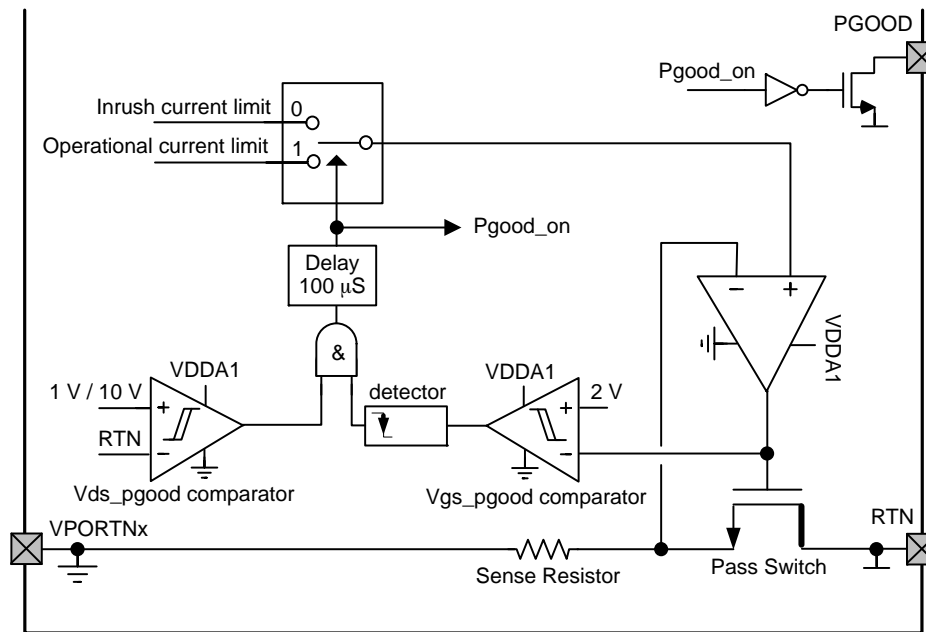 PGOOD
Pgood_on
Inrush current limit
0
Operational current limit
1
Pgood_on
Delay
100 μS
− +
VDDA1
&
VDDA1
detector
VDDA1
1 V / 10 V
+
+
2 V
RTN
−
−
Vds_pgood comparator
Vgs_pgood comparator
VPORTNx
RTN
Sense Resistor
Pass Switch